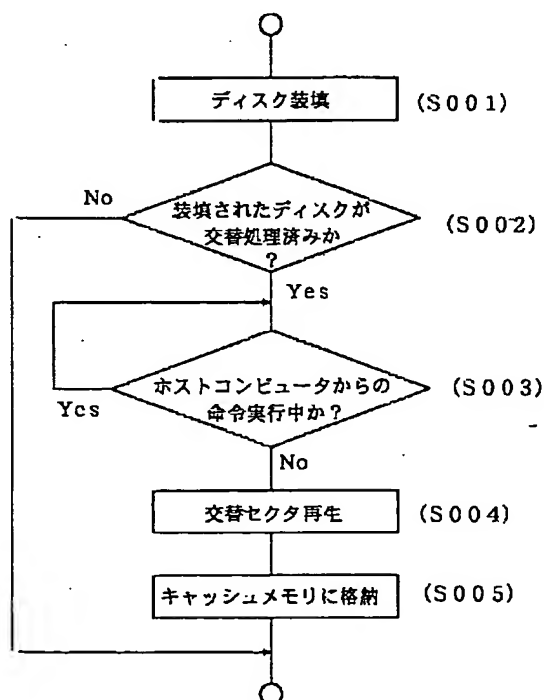 ディスク装填
(S001)
No
装填されたディスクが
交替処理済みか
?
(S002)
Yes
ホストコンピュータからの
命令実行中か?
(S003)
Yes
No
交替セクタ再生
(S004)
キャッシュメモリに格納
(S005)